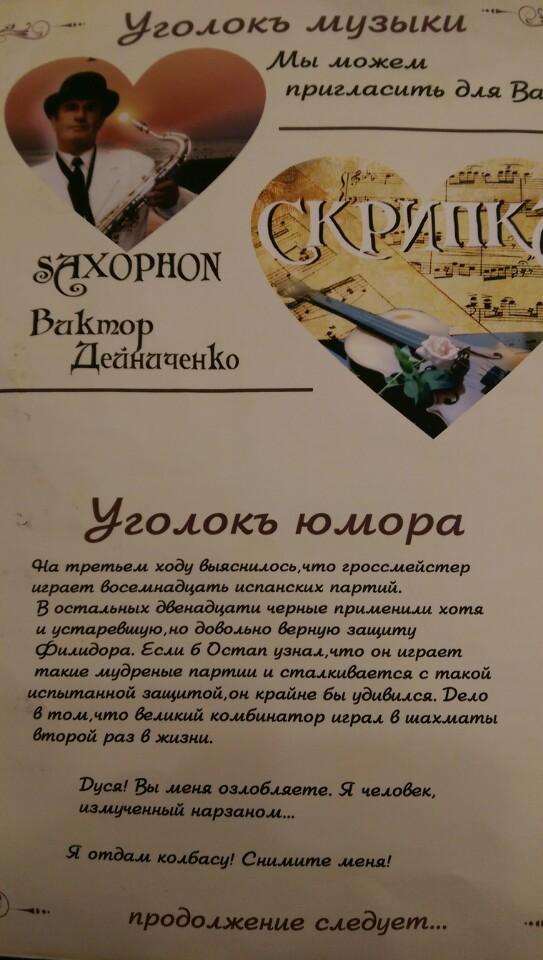 Уголокъ музыки
Мы можем
пригласить для Ва
СКРИПКА
SAXOPHON
Виктор
Дейниченко
Уголокъ юмора
На третьем ходу выяснилось,что гроссмейстер
играет восемнадцать испанских партий.
В остальных двенадцати черные применили хотя
и устаревшую,но довольно верную защиту
Филидора. Если б Остап узнал,что он играет
такие мудреные партии и сталкивается с такой
испытанной защитой,он крайне бы удивился. Дело
в том,что великий комбинатор играл в шахматы
второй раз в жизни.
Дуся! Вы меня озлобляете. Я человек,
измученный нарзаном...
Я отдам колбасу! Снимите меня!
продолжение следует...